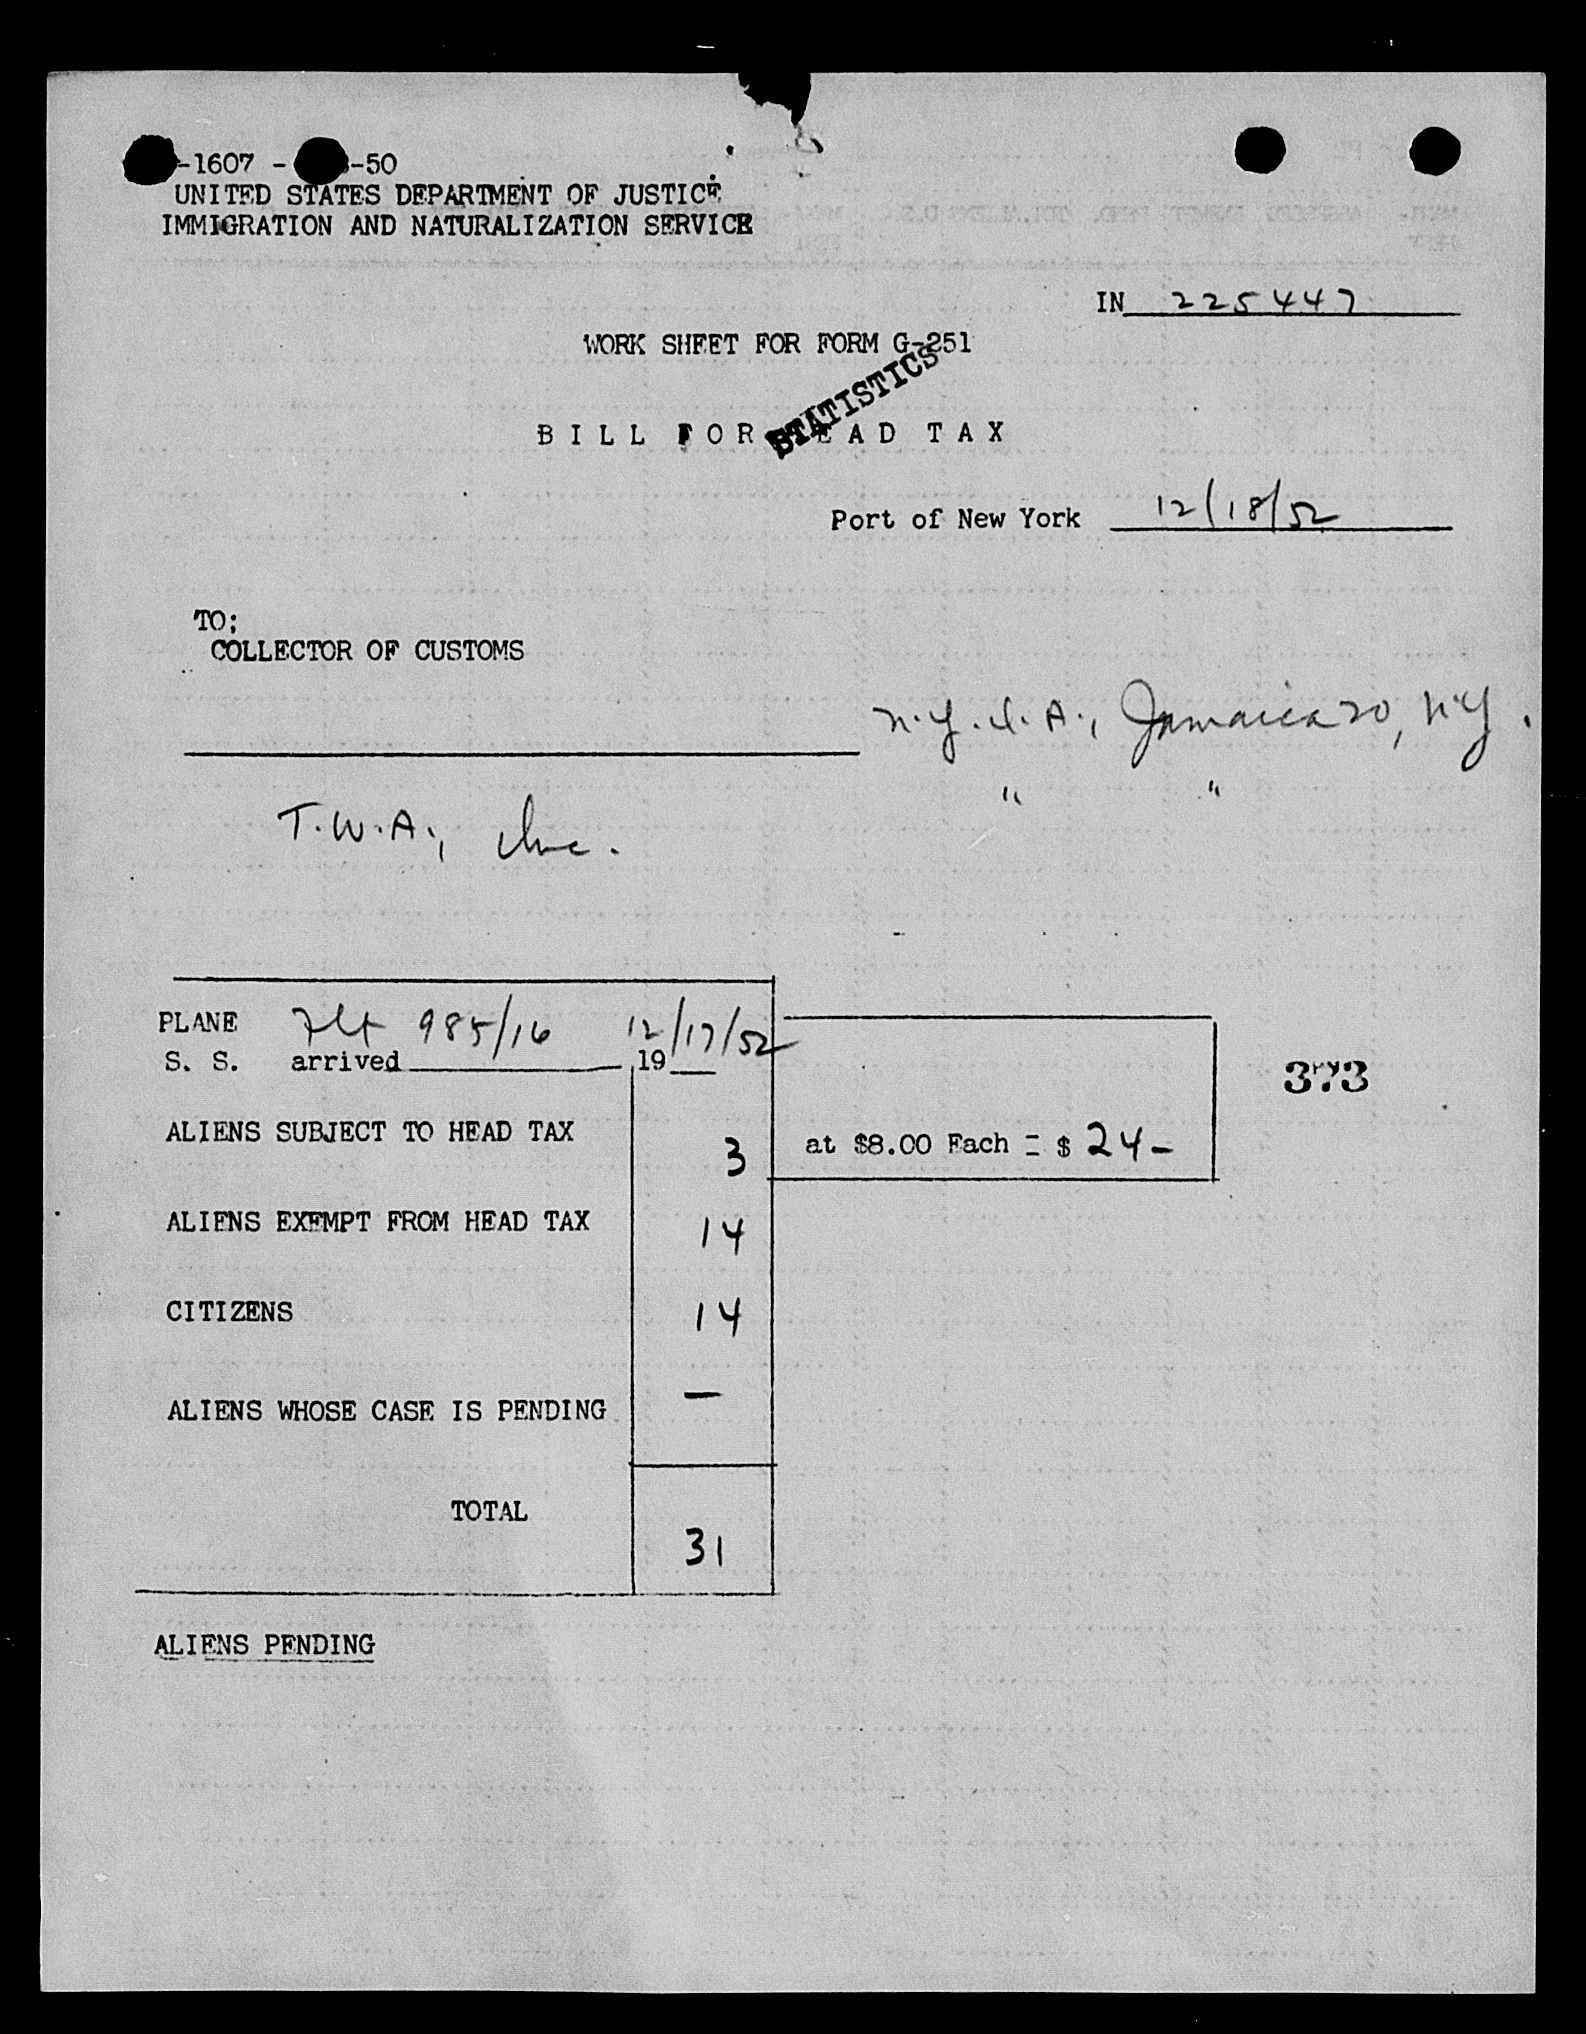 -1607 - -50
UNITED STATES DEPARTMENT OF JUSTICE
IMMIGRATION AND NATURALIZATION SERVICE
IN 225447
WORK SHEET FOR FORM G-251
STATISTICS
BILL FOR HEAD TAX
Port of New York 12/18/52
TO;
COLLECTOR OF CUSTOMS
N.Y.I.A., Jamaica 30, NY.
" "
T.W.A., Inc.
PLANE Flt 985/16 12/17/52
S. S. arrived 19
373
ALIENS SUBJECT TO HEAD TAX 3 at $8.00 Each = $ 24-
ALIENS EXEMPT FROM HEAD TAX 14
CITIZENS 14
ALIENS WHOSE CASE IS PENDING —
TOTAL 31
ALIENS PENDING